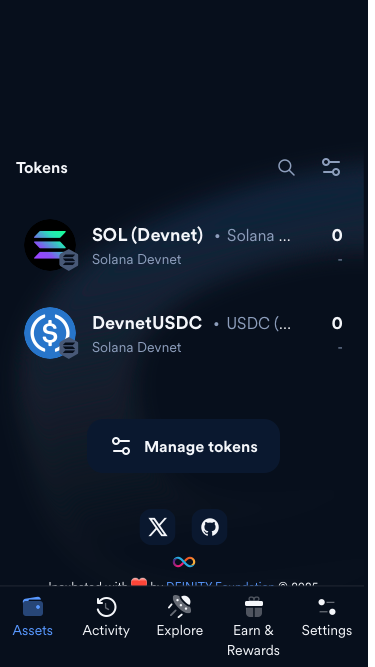 Tokens
SOL (Devnet) • Solana ... 0
Solana Devnet -
DevnetUSDC • USDC (... 0
Solana Devnet -
Manage tokens
Incubated with ❤️ by DFINITY Foundation © 2025
Assets Activity Explore Earn & Rewards Settings